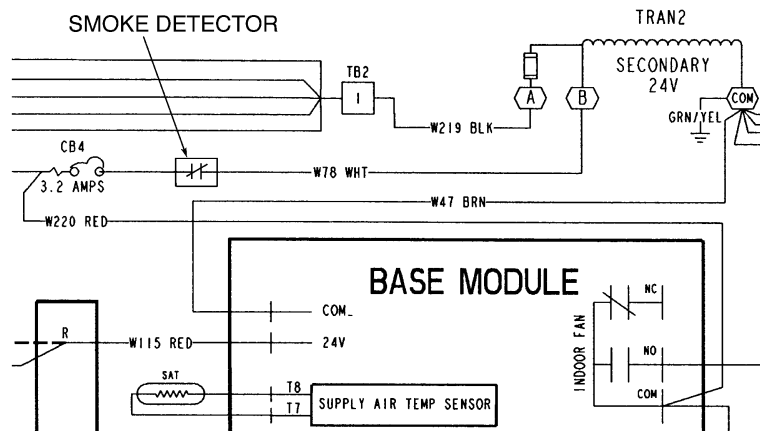 SMOKE DETECTOR
TRAN2
SECONDARY
24V
TB2
1
A
B
COM
GRN/YEL
W219 BLK
CB4
3.2 AMPS
W78 WHT
W47 BRN
W220 RED
BASE MODULE
COM_
24V
R
W115 RED
NC
NO
COM
INDOOR FAN
SAT
T8
T7
SUPPLY AIR TEMP SENSOR